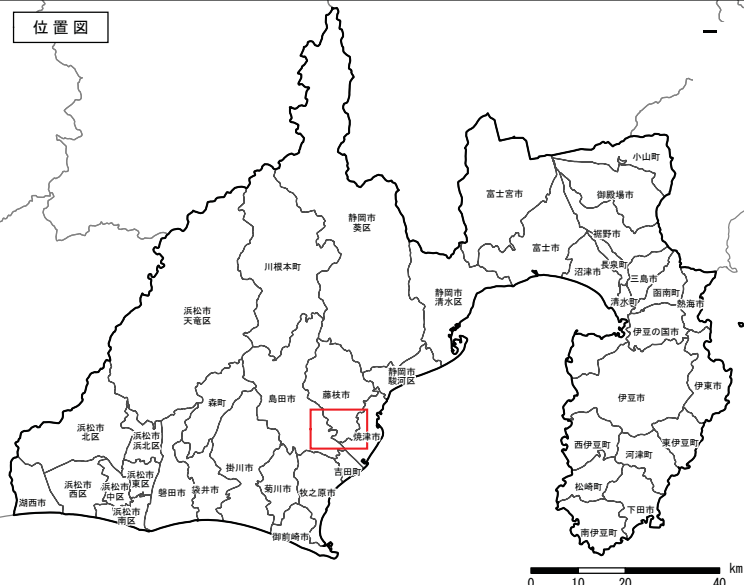 位置図
小山町
富士宮市
御殿場市
静岡市
葵区
裾野市
富士市
川根本町
長泉町
沼津市
三島市
函南町
静岡市
清水区
清水町
熱海市
浜松市
天竜区
伊豆の国市
静岡市
駿河区
伊東市
藤枝市
島田市
伊豆市
森町
浜松市
北区
浜松市
浜北区
焼津市
西伊豆町
東伊豆町
河津町
掛川市
吉田町
浜松市
東区
浜松市
西区
浜松市
中区
磐田市
袋井市
菊川市
牧之原市
松崎町
湖西市
浜松市
南区
下田市
御前崎市
南伊豆町
km
0 10 20 40